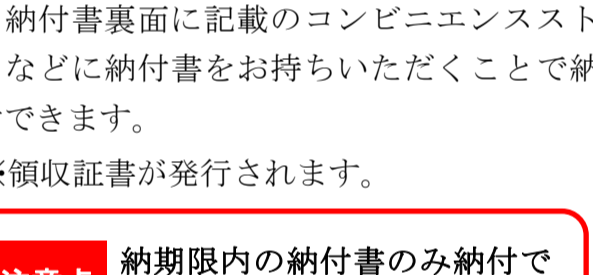 納付書裏面に記載のコンビニエンススト
などに納付書をお持ちいただくことで納
できます。
※領収証書が発行されます。
納期限内の納付書のみ納付で
注意点